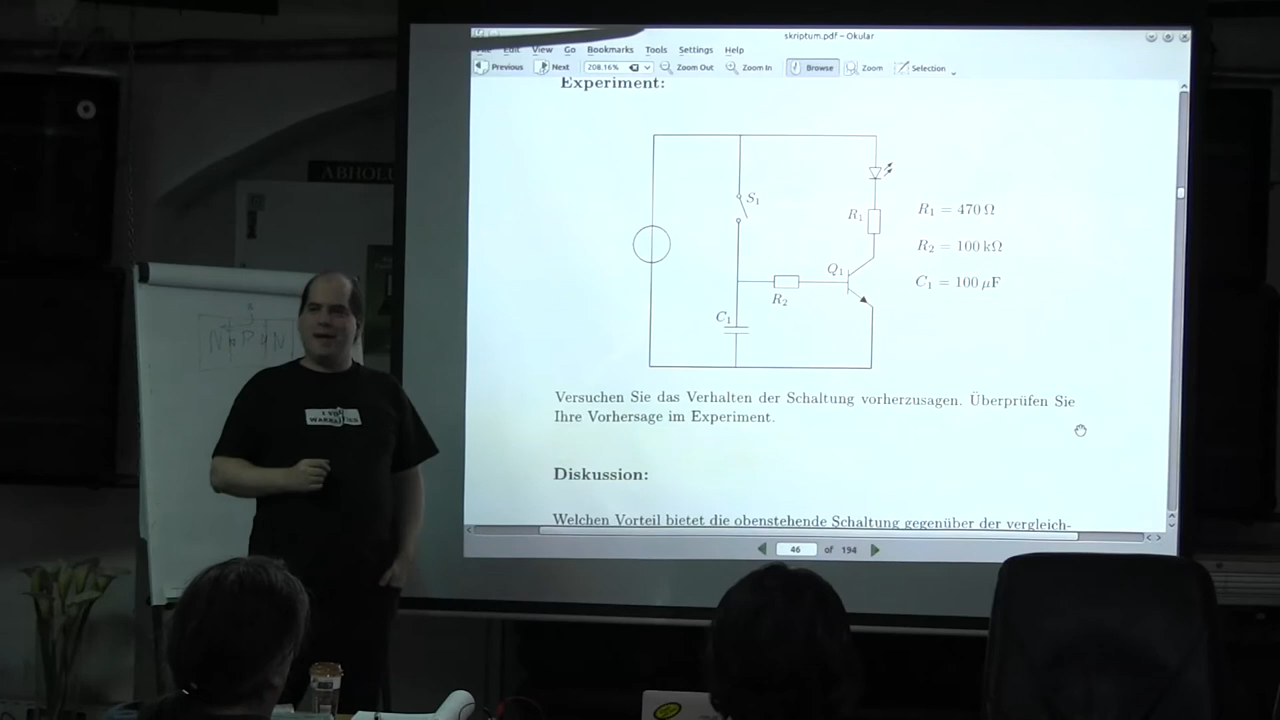 skriptum.pdf – Okular
Edit View Go Bookmarks Tools Settings Help
Previous Next 208.16% Zoom Out Zoom In Browse Zoom Selection
Experiment:
S1
R1
R1 = 470 Ω
R2 = 100 kΩ
Q1
C1 = 100 μF
R2
C1
Versuchen Sie das Verhalten der Schaltung vorherzusagen. Überprüfen Sie
Ihre Vorhersage im Experiment.
Diskussion:
Welchen Vorteil bietet die obenstehende Schaltung gegenüber der vergleich-
46 of 194
ABHOLU
N P N